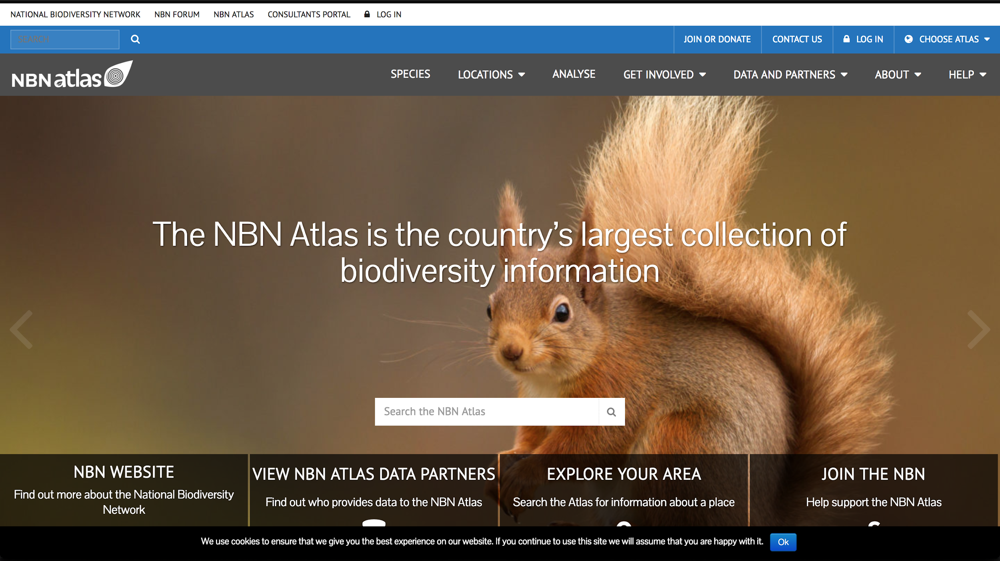 NATIONAL BIODIVERSITY NETWORK NBN FORUM NBN ATLAS CONSULTANTS PORTAL LOG IN
SEARCH JOIN OR DONATE CONTACT US LOG IN CHOOSE ATLAS
NBN atlas SPECIES LOCATIONS ANALYSE GET INVOLVED DATA AND PARTNERS ABOUT HELP
The NBN Atlas is the country’s largest collection of
biodiversity information
Search the NBN Atlas
NBN WEBSITE
Find out more about the National Biodiversity
Network
VIEW NBN ATLAS DATA PARTNERS
Find out who provides data to the NBN Atlas
EXPLORE YOUR AREA
Search the Atlas for information about a place
JOIN THE NBN
Help support the NBN Atlas
We use cookies to ensure that we give you the best experience on our website. If you continue to use this site we will assume that you are happy with it. Ok